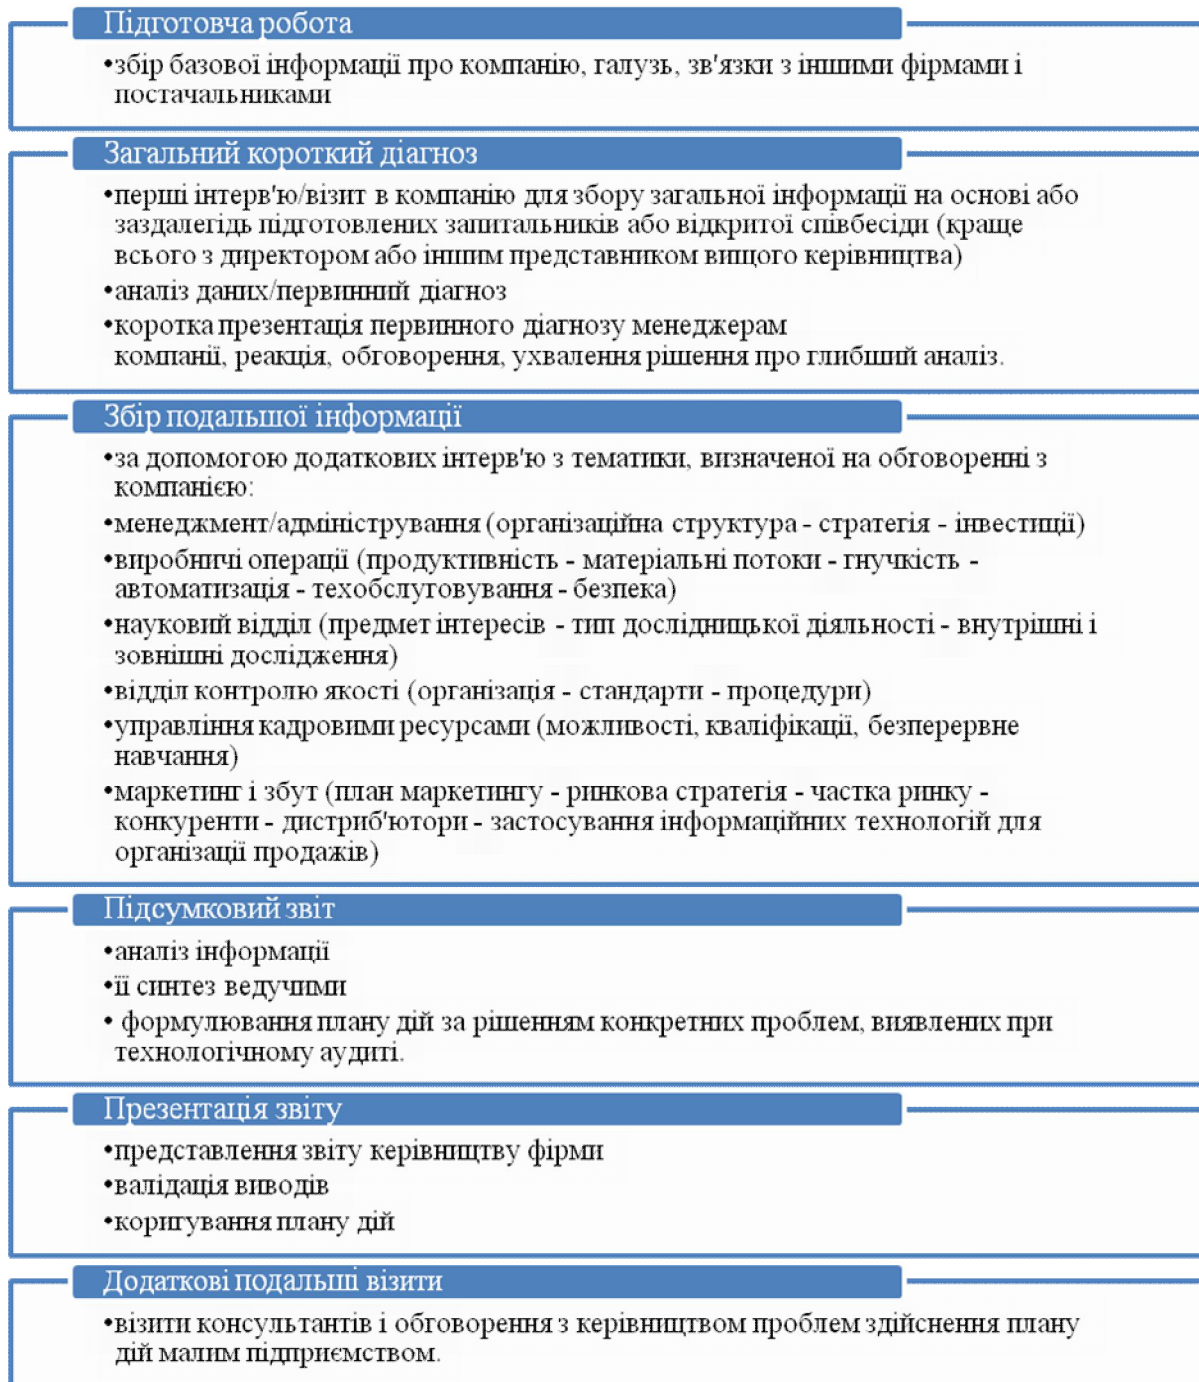 Підготовча робота
•збір базової інформації про компанію, галузь, зв'язки з іншими фірмами і
постачальниками
Загальний короткий діагноз
•перші інтерв'ю/візит в компанію для збору загальної інформації на основі або
заздалегідь підготовлених запитальників або відкритої співбесіди (краще
всього з директором або іншим представником вищого керівництва)
•аналіз даних/первинний діагноз
•коротка презентація первинного діагнозу менеджерам
компанії, реакція, обговорення, ухвалення рішення про глибший аналіз.
Збір подальшої інформації
•за допомогою додаткових інтерв'ю з тематики, визначеної на обговоренні з
компанією:
•менеджмент/адміністрування (організаційна структура - стратегія - інвестиції)
•виробничі операції (продуктивність - матеріальні потоки - гнучкість -
автоматизація - техобслуговування - безпека)
•науковий відділ (предмет інтересів - тип дослідницької діяльності - внутрішні і
зовнішні дослідження)
•відділ контролю якості (організація - стандарти - процедури)
•управління кадровими ресурсами (можливості, кваліфікації, безперервне
навчання)
•маркетинг і збут (план маркетингу - ринкова стратегія - частка ринку -
конкуренти - дистриб'ютори - застосування інформаційних технологій для
організації продажів)
Підсумковий звіт
•аналіз інформації
•її синтез ведучими
• формулювання плану дій за рішенням конкретних проблем, виявлених при
технологічному аудиті.
Презентація звіту
•представлення звіту керівництву фірми
•валідація виводів
•коригування плану дій
Додаткові подальші візити
•візити консультантів і обговорення з керівництвом проблем здійснення плану
дій малим підприємством.